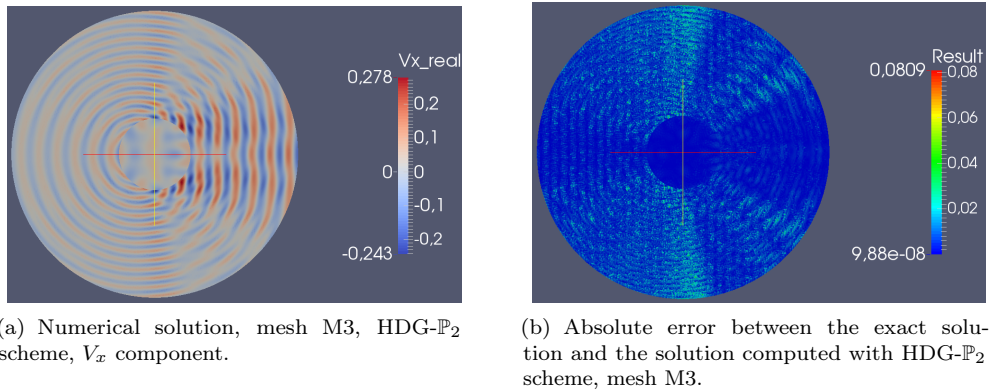 Vx_real
0,278
0,2
0,1
0
0
-0,1
-0,2
-0,243
Result
0,0809
0,08
0,06
0,04
0,02
9,88e-08
(a) Numerical solution, mesh M3, HDG-ℙ₂
scheme, Vₓ component.
(b) Absolute error between the exact solu-
tion and the solution computed with HDG-ℙ₂
scheme, mesh M3.